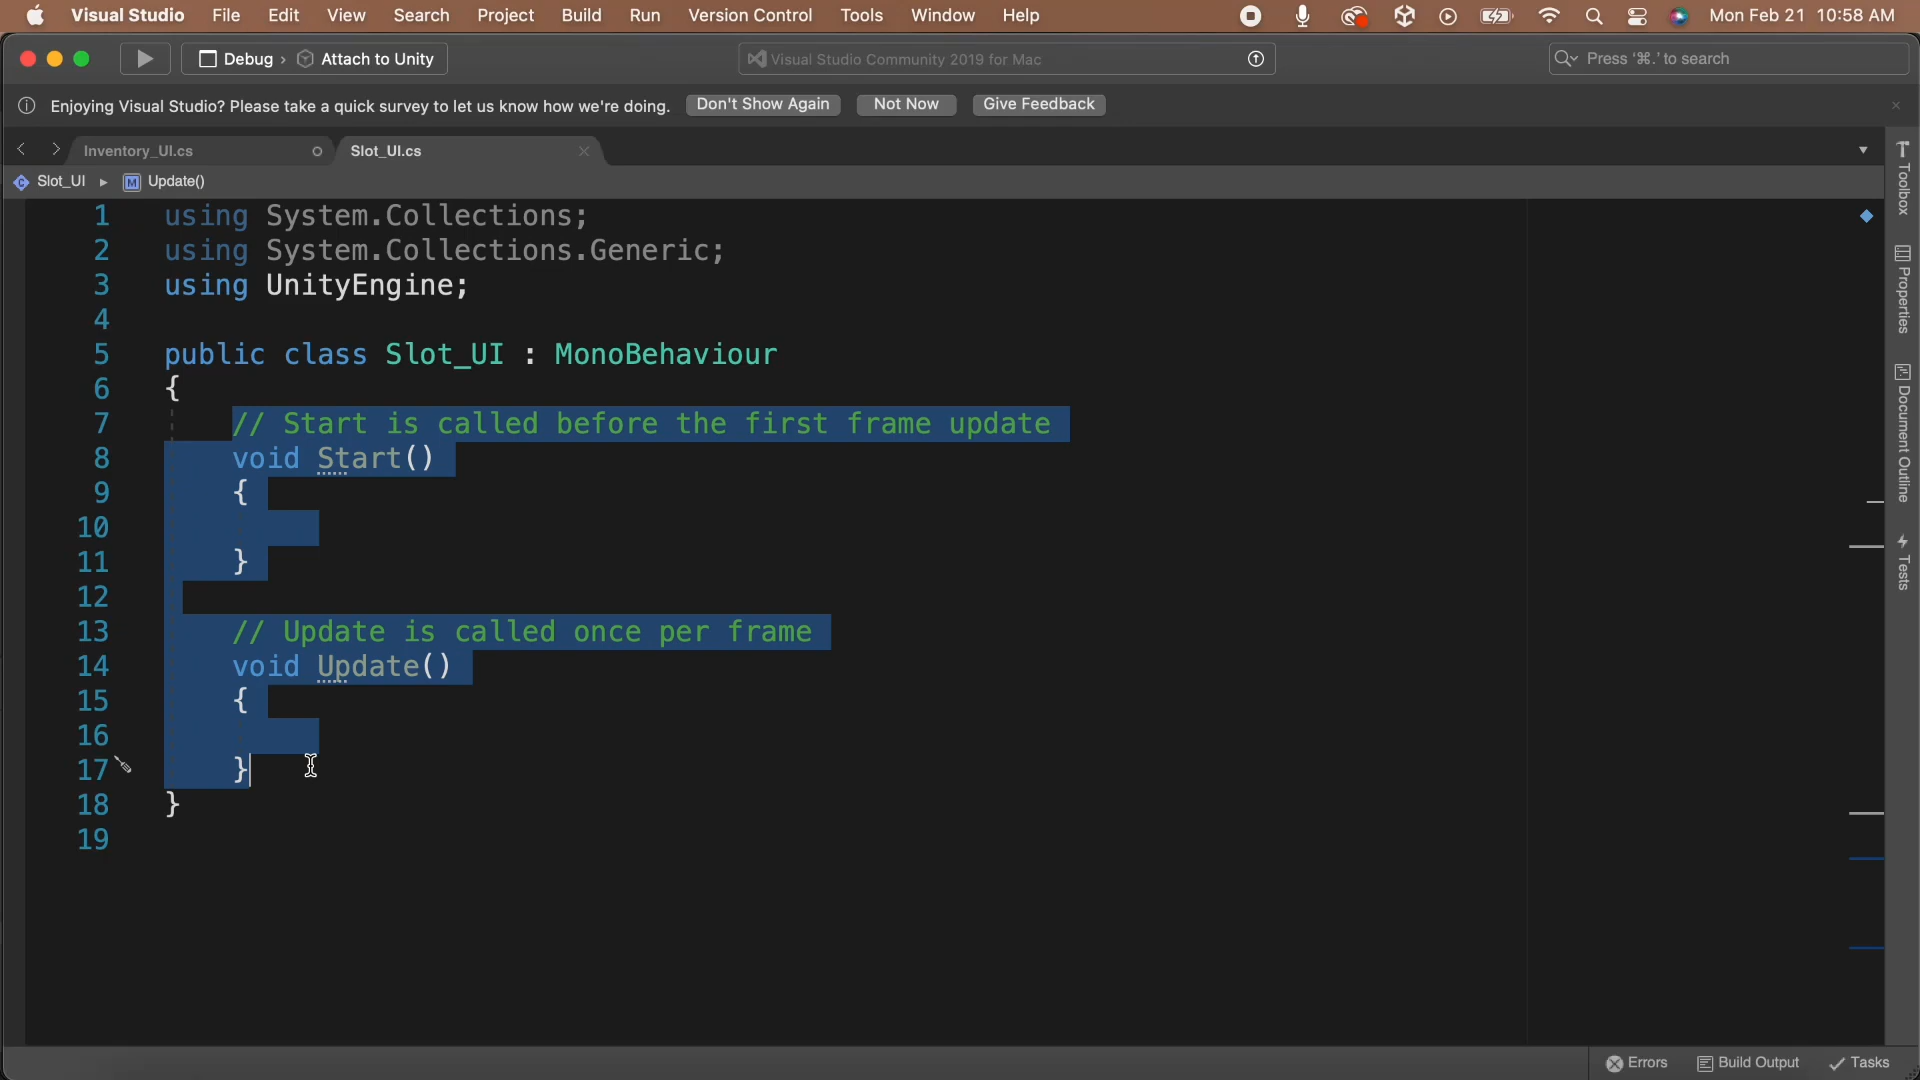 Visual Studio File Edit View Search Project Build Run Version Control Tools Window Help Mon Feb 21 10:58 AM
Debug › Attach to Unity Visual Studio Community 2019 for Mac Press '⌘.' to search
Enjoying Visual Studio? Please take a quick survey to let us know how we're doing. Don't Show Again Not Now Give Feedback
Inventory_UI.cs Slot_UI.cs
Slot_UI ▸ M Update()
1 using System.Collections;
2 using System.Collections.Generic;
3 using UnityEngine;
4
5 public class Slot_UI : MonoBehaviour
6 {
7 // Start is called before the first frame update
8 void Start()
9 {
10
11 }
12
13 // Update is called once per frame
14 void Update()
15 {
16
17 }
18 }
19
Toolbox
Properties
Document Outline
Tests
Errors Build Output Tasks